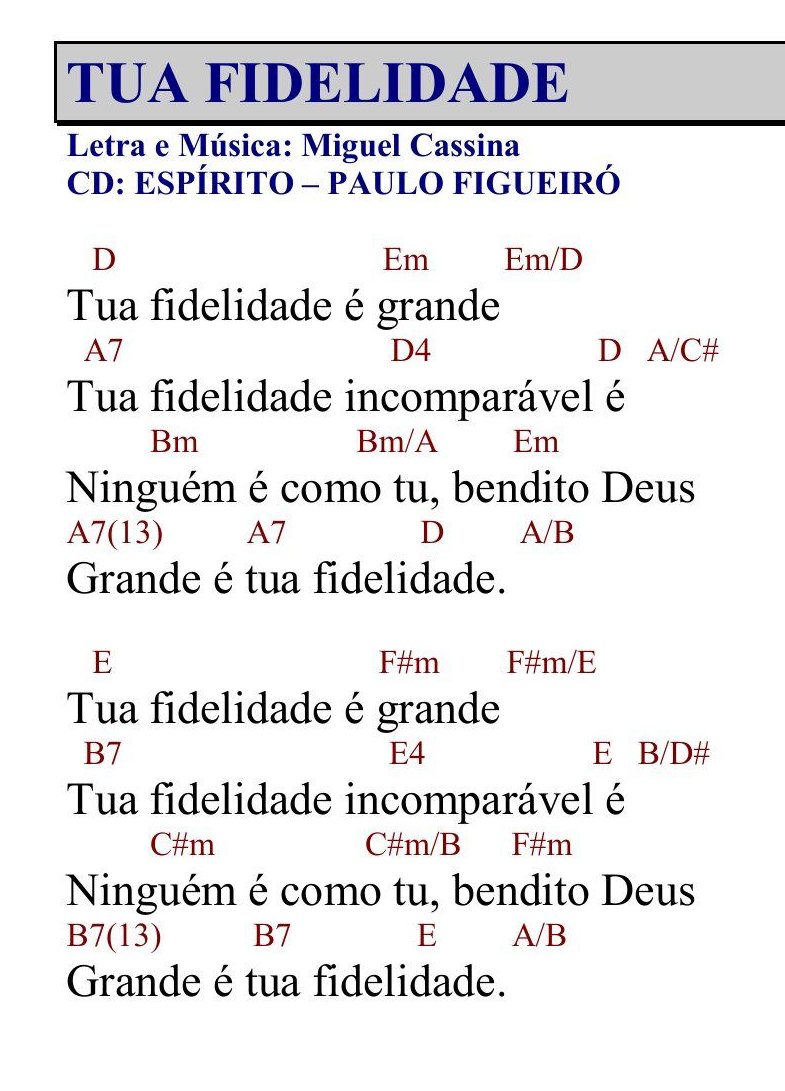 TUA FIDELIDADE
Letra e Música: Miguel Cassina
CD: ESPÍRITO – PAULO FIGUEIRÓ
D Em Em/D
Tua fidelidade é grande
A7 D4 D A/C#
Tua fidelidade incomparável é
Bm Bm/A Em
Ninguém é como tu, bendito Deus
A7(13) A7 D A/B
Grande é tua fidelidade.
E F#m F#m/E
Tua fidelidade é grande
B7 E4 E B/D#
Tua fidelidade incomparável é
C#m C#m/B F#m
Ninguém é como tu, bendito Deus
B7(13) B7 E A/B
Grande é tua fidelidade.